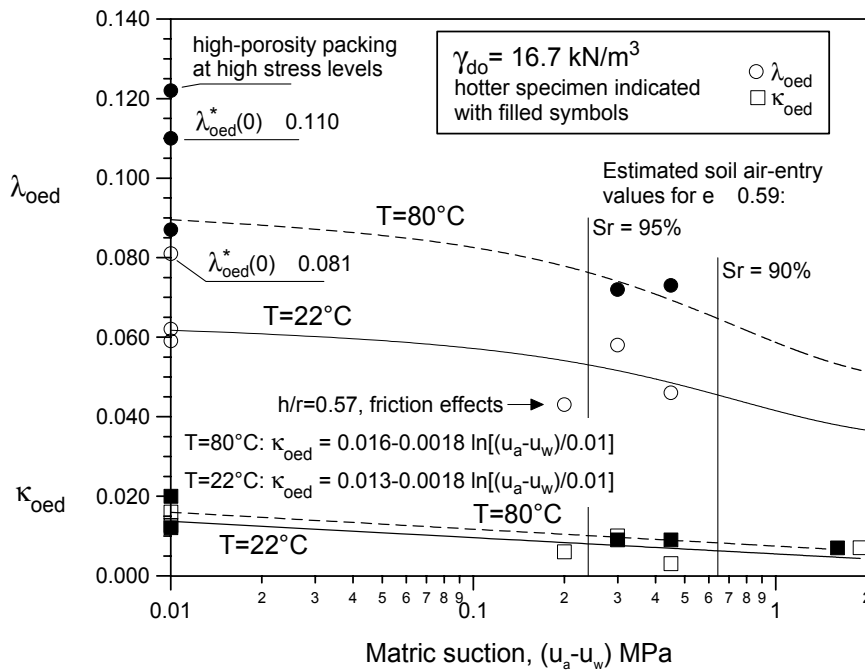 0.140
0.120
0.100
0.080
0.060
0.040
0.020
0.000
λoed
κoed
high-porosity packing
at high stress levels
λ*oed(0) 0.110
λ*oed(0) 0.081
γdo= 16.7 kN/m3
hotter specimen indicated
with filled symbols
λoed
κoed
Estimated soil air-entry
values for e 0.59:
Sr = 95%
Sr = 90%
T=80°C
T=22°C
h/r=0.57, friction effects
T=80°C: κoed = 0.016-0.0018 ln[(ua-uw)/0.01]
T=22°C: κoed = 0.013-0.0018 ln[(ua-uw)/0.01]
T=80°C
T=22°C
0.01 2 3 4 5 6 7 8 9 0.1 2 3 4 5 6 7 8 9 1 2
Matric suction, (ua-uw) MPa